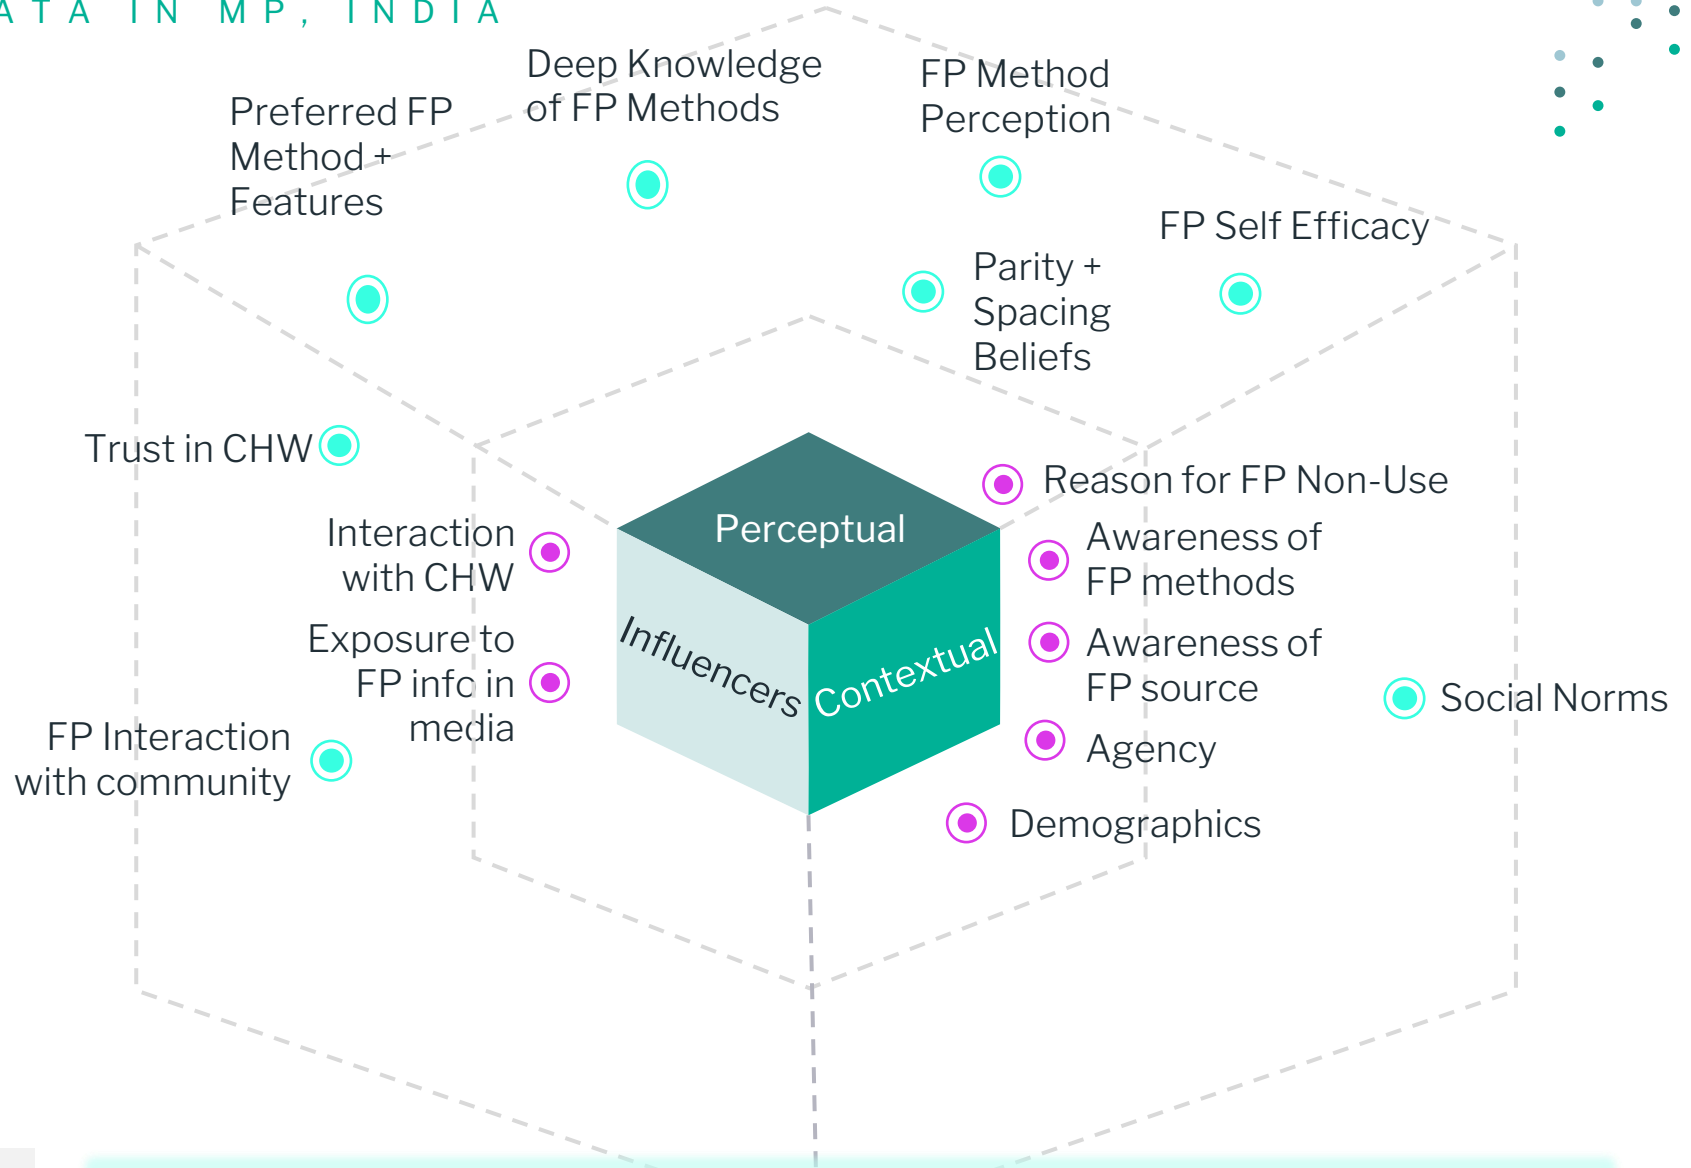 ATA IN MP, INDIA
Deep Knowledge
of FP Methods
FP Method
Perception
Preferred FP
Method +
Features
FP Self Efficacy
Parity +
Spacing
Beliefs
Trust in CHW
Reason for FP Non-Use
Perceptual
Interaction
with CHW
Awareness of
FP methods
Exposure to
FP info in
media
Influencers
Contextual
Awareness of
FP source
Social Norms
FP Interaction
with community
Agency
Demographics